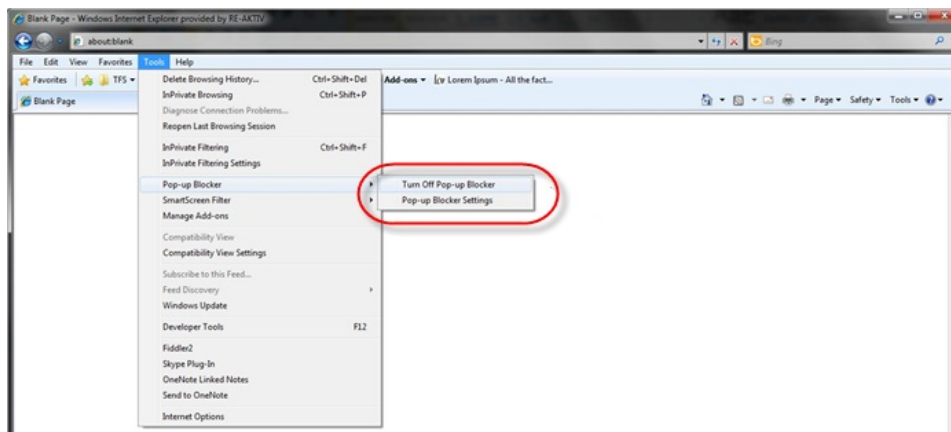 Blank Page - Windows Internet Explorer provided by RE-AKTIV
about:blank
Bing
File Edit View Favorites Tools Help
Favorites TFS Add-ons Lorem Ipsum - All the fact...
Blank Page
Page Safety Tools
Delete Browsing History... Ctrl+Shift+Del
InPrivate Browsing Ctrl+Shift+P
Diagnose Connection Problems...
Reopen Last Browsing Session
InPrivate Filtering Ctrl+Shift+F
InPrivate Filtering Settings
Pop-up Blocker
Turn Off Pop-up Blocker
SmartScreen Filter
Pop-up Blocker Settings
Manage Add-ons
Compatibility View
Compatibility View Settings
Subscribe to this Feed...
Feed Discovery
Windows Update
Developer Tools F12
Fiddler2
Skype Plug-In
OneNote Linked Notes
Send to OneNote
Internet Options